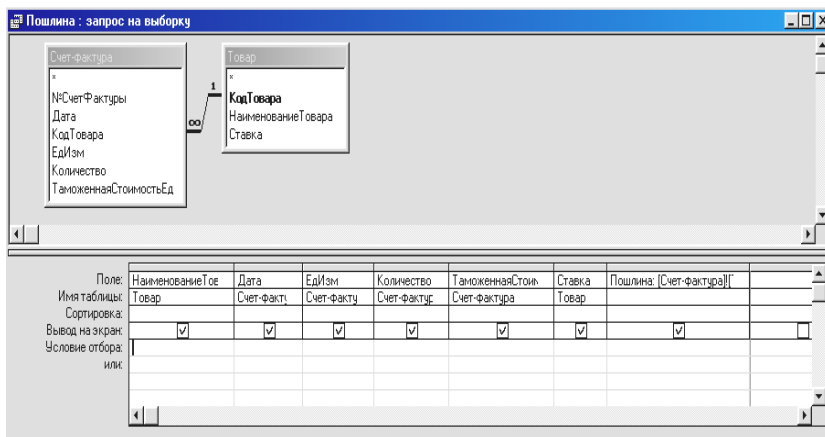 Пошлина : запрос на выборку
Счет-фактура
*
№СчетФактуры
Дата
КодТовара
ЕдИзм
Количество
ТаможеннаяСтоимостьЕд
1
∞
Товар
*
КодТовара
НаименованиеТовара
Ставка
Поле: НаименованиеТов Дата ЕдИзм Количество ТаможеннаяСтоим Ставка Пошлина: [Счет-фактура]![
Имя таблицы: Товар Счет-факту Счет-факту Счет-фактур Счет-фактура Товар
Сортировка:
Вывод на экран:
Условие отбора:
или: